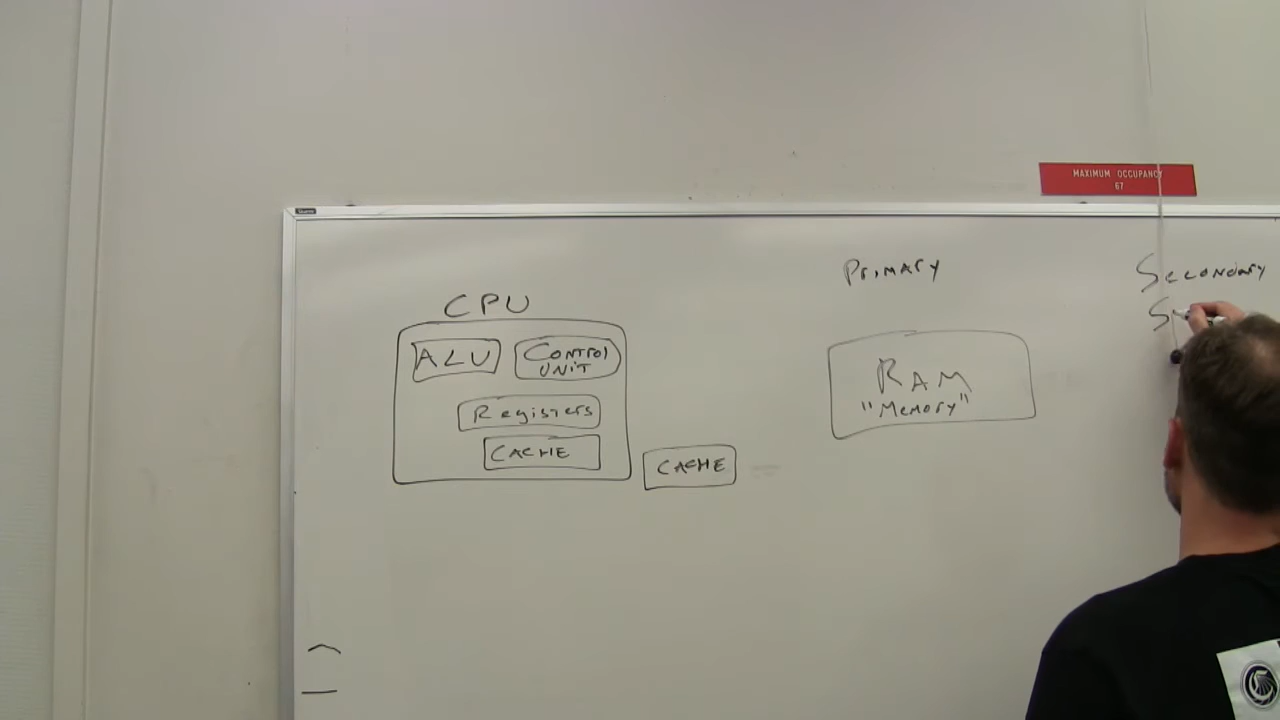 MAXIMUM OCCUPANCY
67
PRIMARY
SECONDARY
S
CPU
ALU
CONTROL
UNIT
Registers
CACHE
CACHE
RAM
"Memory"